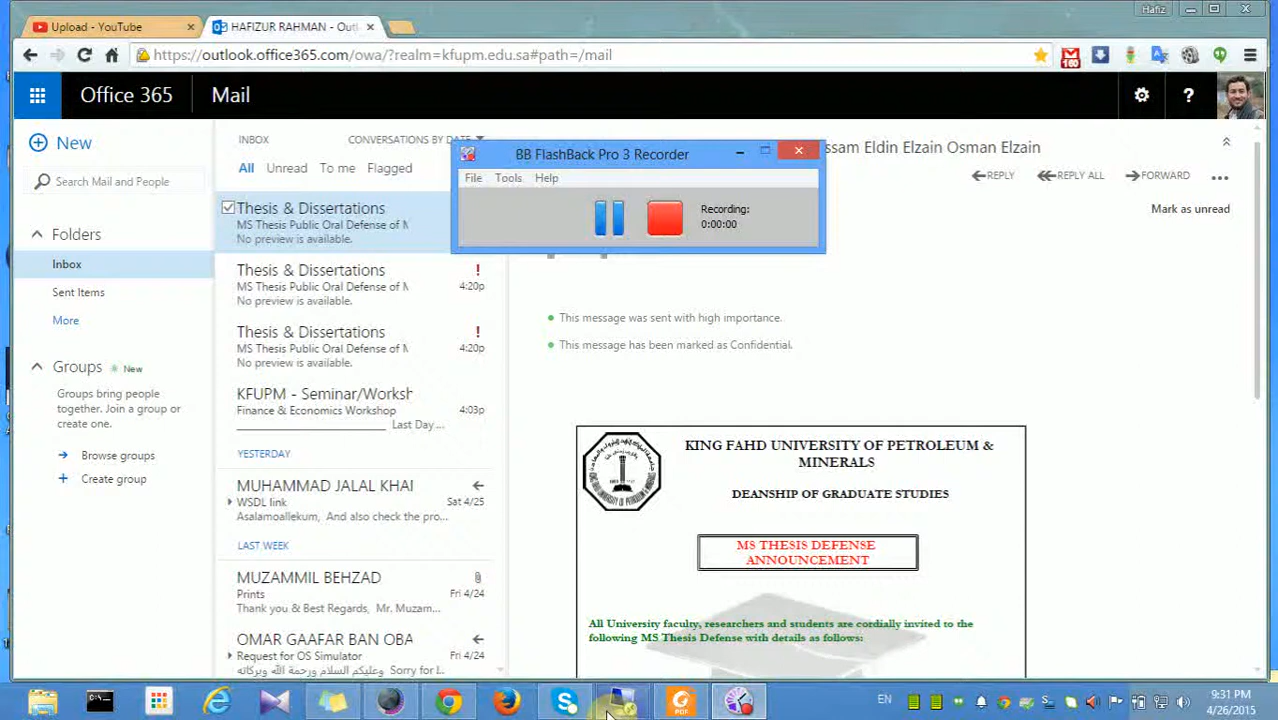 Hafiz
Upload - YouTube
HAFIZUR RAHMAN - Outl
https://outlook.office365.com/owa/?realm=kfupm.edu.sa#path=/mail
160
Office 365
Mail
?
New
Search Mail and People
Folders
Inbox
Sent Items
More
Groups New
Groups bring people
together. Join a group or
create one.
Browse groups
Create group
INBOX
CONVERSATIONS BY DATE
All Unread To me Flagged
Thesis & Dissertations
MS Thesis Public Oral Defense of M
No preview is available.
Thesis & Dissertations !
MS Thesis Public Oral Defense of M 4:20p
No preview is available.
Thesis & Dissertations !
MS Thesis Public Oral Defense of M 4:20p
No preview is available.
KFUPM - Seminar/Worksh
Finance & Economics Workshop 4:03p
Last Day...
YESTERDAY
MUHAMMAD JALAL KHAN
WSDL link Sat 4/25
Asalamoallekum, And also check the pro...
LAST WEEK
MUZAMMIL BEHZAD
Prints Fri 4/24
Thank you & Best Regards, Mr. Muzam...
OMAR GAAFAR BAN OBA
Request for OS Simulator Fri 4/24
وعليكم السلام ورحمة الله وبركاته Sorry for l
BB FlashBack Pro 3 Recorder
File Tools Help
Recording:
0:00:00
ssam Eldin Elzain Osman Elzain
REPLY REPLY ALL FORWARD
Mark as unread
This message was sent with high importance.
This message has been marked as Confidential.
KING FAHD UNIVERSITY OF PETROLEUM &
MINERALS
DEANSHIP OF GRADUATE STUDIES
MS THESIS DEFENSE
ANNOUNCEMENT
All University faculty, researchers and students are cordially invited to the
following MS Thesis Defense with details as follows:
C:\
PDF
EN
9:31 PM
4/26/2015